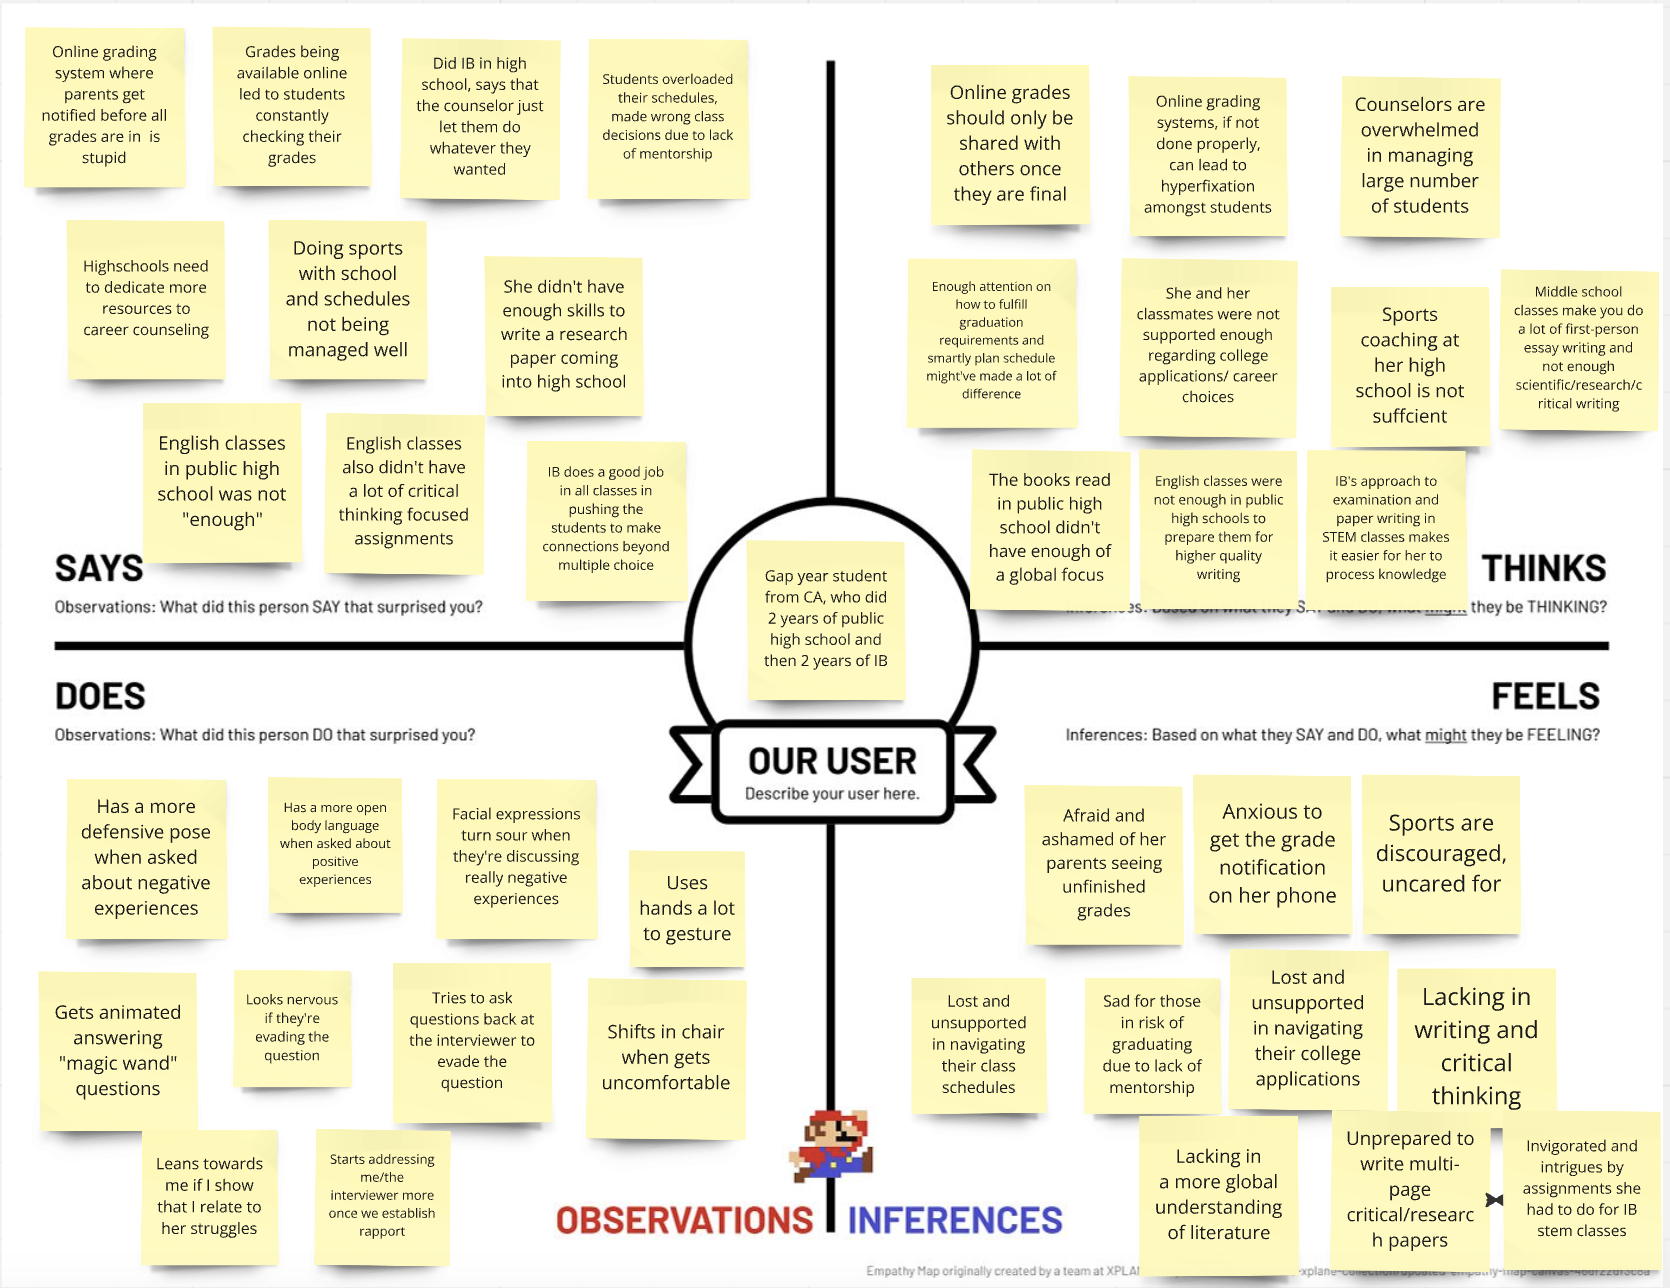 Online grading
system where
parents get
notified before all
grades are in is
stupid
Grades being
available online
led to students
constantly
checking their
grades
Did IB in high
school, says that
the counselor just
let them do
whatever they
wanted
Students overloaded
their schedules,
made wrong class
decisions due to lack
of mentorship
Highschools need
to dedicate more
resources to
career counseling
Doing sports
with school
and schedules
not being
managed well
She didn't have
enough skills to
write a research
paper coming
into high school
English classes
in public high
school was not
"enough"
English classes
also didn't have
a lot of critical
thinking focused
assignments
IB does a good job
in all classes in
pushing the
students to make
connections beyond
multiple choice
SAYS
Observations: What did this person SAY that surprised you?
Online grades
should only be
shared with
others once
they are final
Online grading
systems, if not
done properly,
can lead to
hyperfixation
amongst students
Counselors are
overwhelmed
in managing
large number
of students
Enough attention on
how to fulfill
graduation
requirements and
smartly plan schedule
might've made a lot of
difference
She and her
classmates were not
supported enough
regarding college
applications/ career
choices
Sports
coaching at
her high
school is not
suffcient
Middle school
classes make you do
a lot of first-person
essay writing and
not enough
scientific/research/c
ritical writing
The books read
in public high
school didn't
have enough of
a global focus
English classes were
not enough in public
high schools to
prepare them for
higher quality
writing
IB's approach to
examination and
paper writing in
STEM classes makes
it easier for her to
process knowledge
THINKS
Inferences: Based on what they SAY and DO, what might they be THINKING?
Gap year student
from CA, who did
2 years of public
high school and
then 2 years of IB
OUR USER
Describe your user here.
DOES
Observations: What did this person DO that surprised you?
Has a more
defensive pose
when asked
about negative
experiences
Has a more open
body language
when asked about
positive
experiences
Facial expressions
turn sour when
they're discussing
really negative
experiences
Uses
hands a lot
to gesture
Gets animated
answering
"magic wand"
questions
Looks nervous
if they're
evading the
question
Tries to ask
questions back at
the interviewer to
evade the
question
Shifts in chair
when gets
uncomfortable
Leans towards
me if I show
that I relate to
her struggles
Starts addressing
me/the
interviewer more
once we establish
rapport
FEELS
Inferences: Based on what they SAY and DO, what might they be FEELING?
Afraid and
ashamed of her
parents seeing
unfinished
grades
Anxious to
get the grade
notification
on her phone
Sports are
discouraged,
uncared for
Lost and
unsupported
in navigating
their class
schedules
Sad for those
in risk of
graduating
due to lack of
mentorship
Lost and
unsupported
in navigating
their college
applications
Lacking in
writing and
critical
thinking
Lacking in
a more global
understanding
of literature
Unprepared to
write multi-
page
critical/researc
h papers
Invigorated and
intrigues by
assignments she
had to do for IB
stem classes
OBSERVATIONS
INFERENCES
Empathy Map originally created by a team at XPLAN